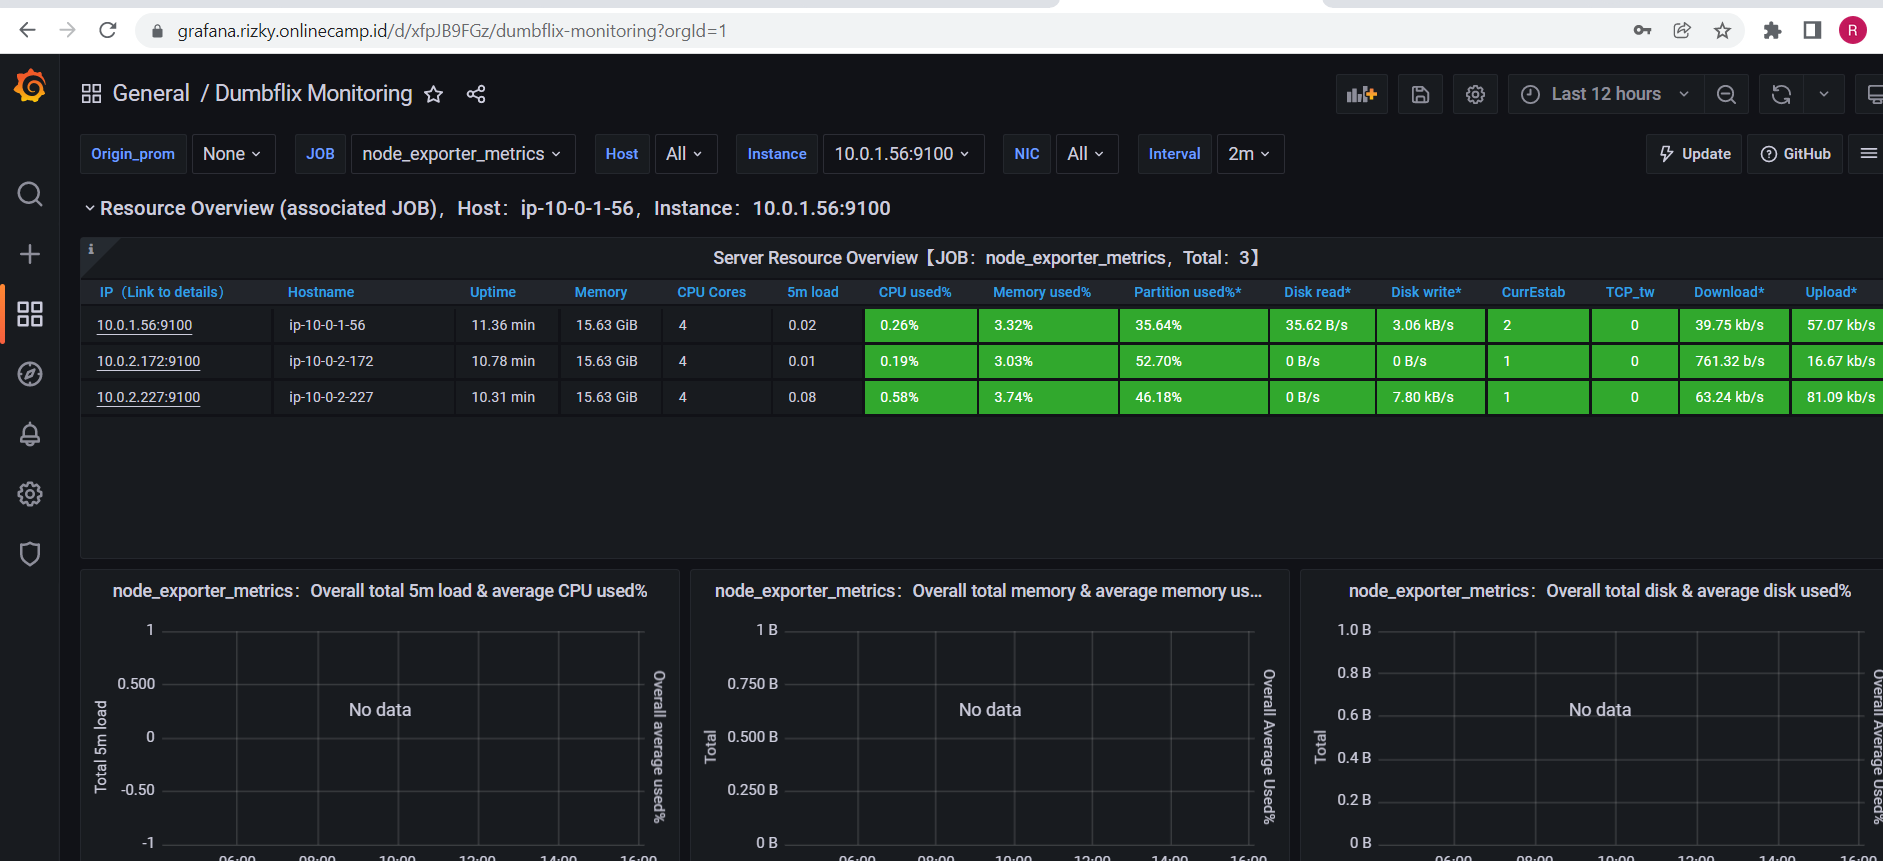 grafana.rizky.onlinecamp.id/d/xfpJB9FGz/dumbflix-monitoring?orgId=1
R
General / Dumbflix Monitoring
Last 12 hours
Origin_prom None JOB node_exporter_metrics Host All Instance 10.0.1.56:9100 NIC All Interval 2m Update GitHub
Resource Overview (associated JOB)，Host：ip-10-0-1-56，Instance：10.0.1.56:9100
i
Server Resource Overview【JOB：node_exporter_metrics，Total：3】
IP（Link to details） Hostname Uptime Memory CPU Cores 5m load CPU used% Memory used% Partition used%* Disk read* Disk write* CurrEstab TCP_tw Download* Upload*
10.0.1.56:9100 ip-10-0-1-56 11.36 min 15.63 GiB 4 0.02 0.26% 3.32% 35.64% 35.62 B/s 3.06 kB/s 2 0 39.75 kb/s 57.07 kb/s
10.0.2.172:9100 ip-10-0-2-172 10.78 min 15.63 GiB 4 0.01 0.19% 3.03% 52.70% 0 B/s 0 B/s 1 0 761.32 b/s 16.67 kb/s
10.0.2.227:9100 ip-10-0-2-227 10.31 min 15.63 GiB 4 0.08 0.58% 3.74% 46.18% 0 B/s 7.80 kB/s 1 0 63.24 kb/s 81.09 kb/s
node_exporter_metrics：Overall total 5m load & average CPU used%
1
0.500
0
-0.50
-1
Total 5m load
No data
Overall average used%
06:00 08:00 10:00 12:00 14:00 16:00
node_exporter_metrics：Overall total memory & average memory us...
1 B
0.750 B
0.500 B
0.250 B
0 B
Total
No data
Overall Average Used%
06:00 08:00 10:00 12:00 14:00 16:00
node_exporter_metrics：Overall total disk & average disk used%
1.0 B
0.8 B
0.6 B
0.4 B
0.2 B
0 B
Total
No data
Overall Average Used%
06:00 08:00 10:00 12:00 14:00 16:00